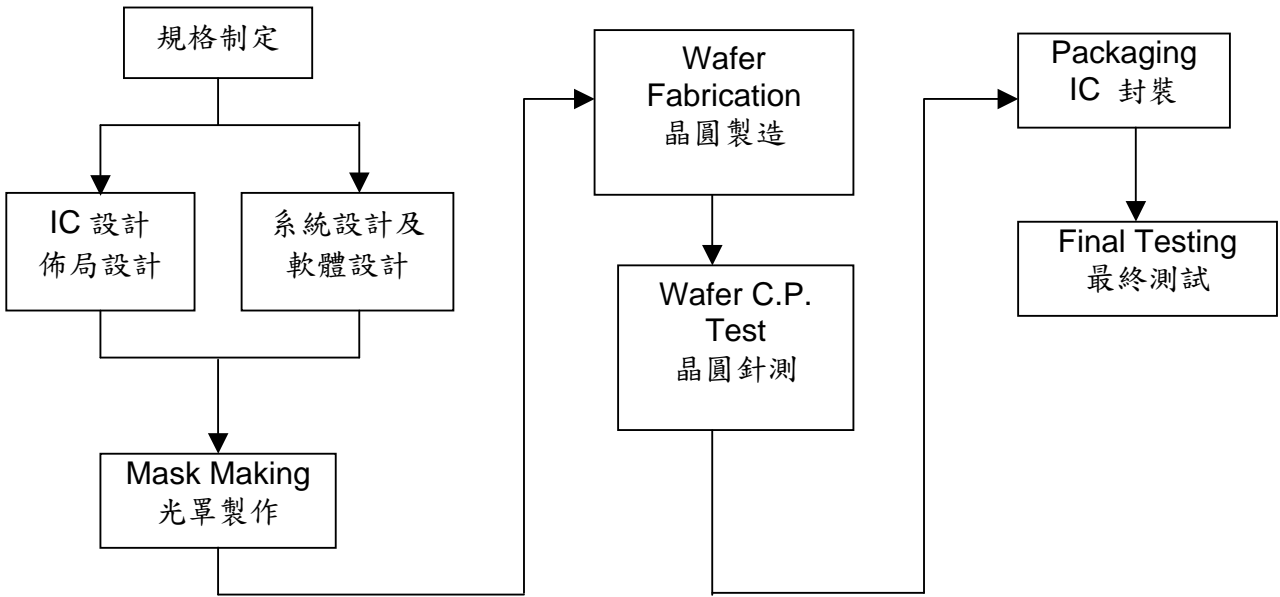 規格制定
IC 設計
佈局設計
系統設計及
軟體設計
Mask Making
光罩製作
Wafer
Fabrication
晶圓製造
Wafer C.P.
Test
晶圓針測
Packaging
IC 封裝
Final Testing
最終測試